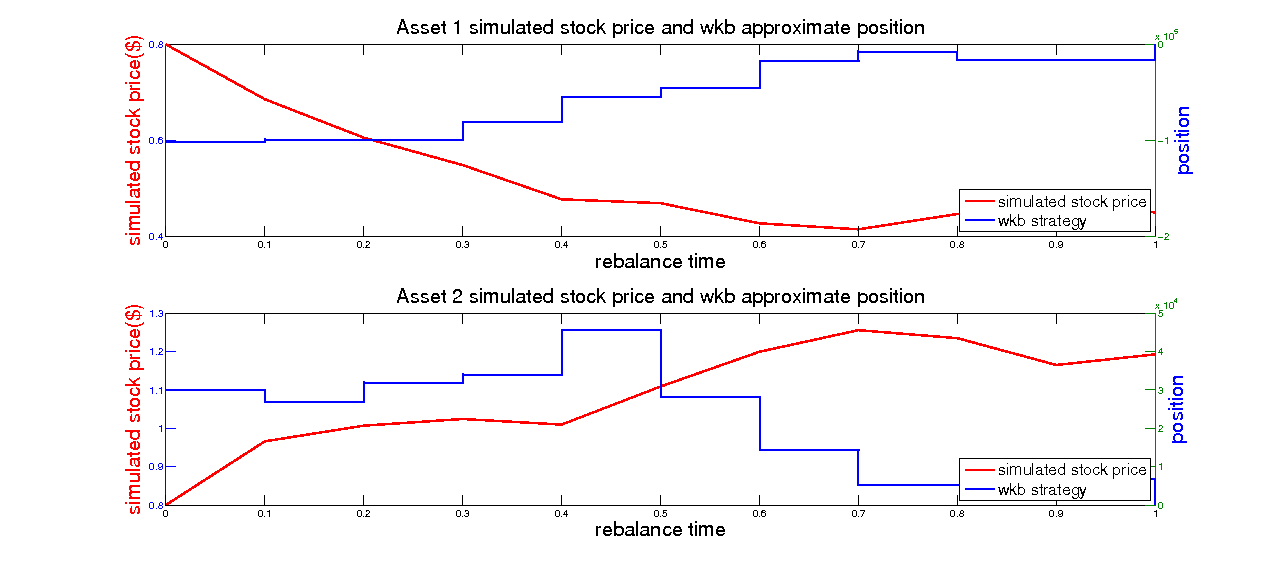 Asset 1 simulated stock price and wkb approximate position
x 10^5
simulated stock price($)
0.8
0.6
0.4
0
-1
-2
position
simulated stock price
wkb strategy
0 0.1 0.2 0.3 0.4 0.5 0.6 0.7 0.8 0.9 1
rebalance time
Asset 2 simulated stock price and wkb approximate position
x 10^4
simulated stock price($)
1.3
1.2
1.1
1
0.9
0.8
5
4
3
2
1
0
position
simulated stock price
wkb strategy
0 0.1 0.2 0.3 0.4 0.5 0.6 0.7 0.8 0.9 1
rebalance time